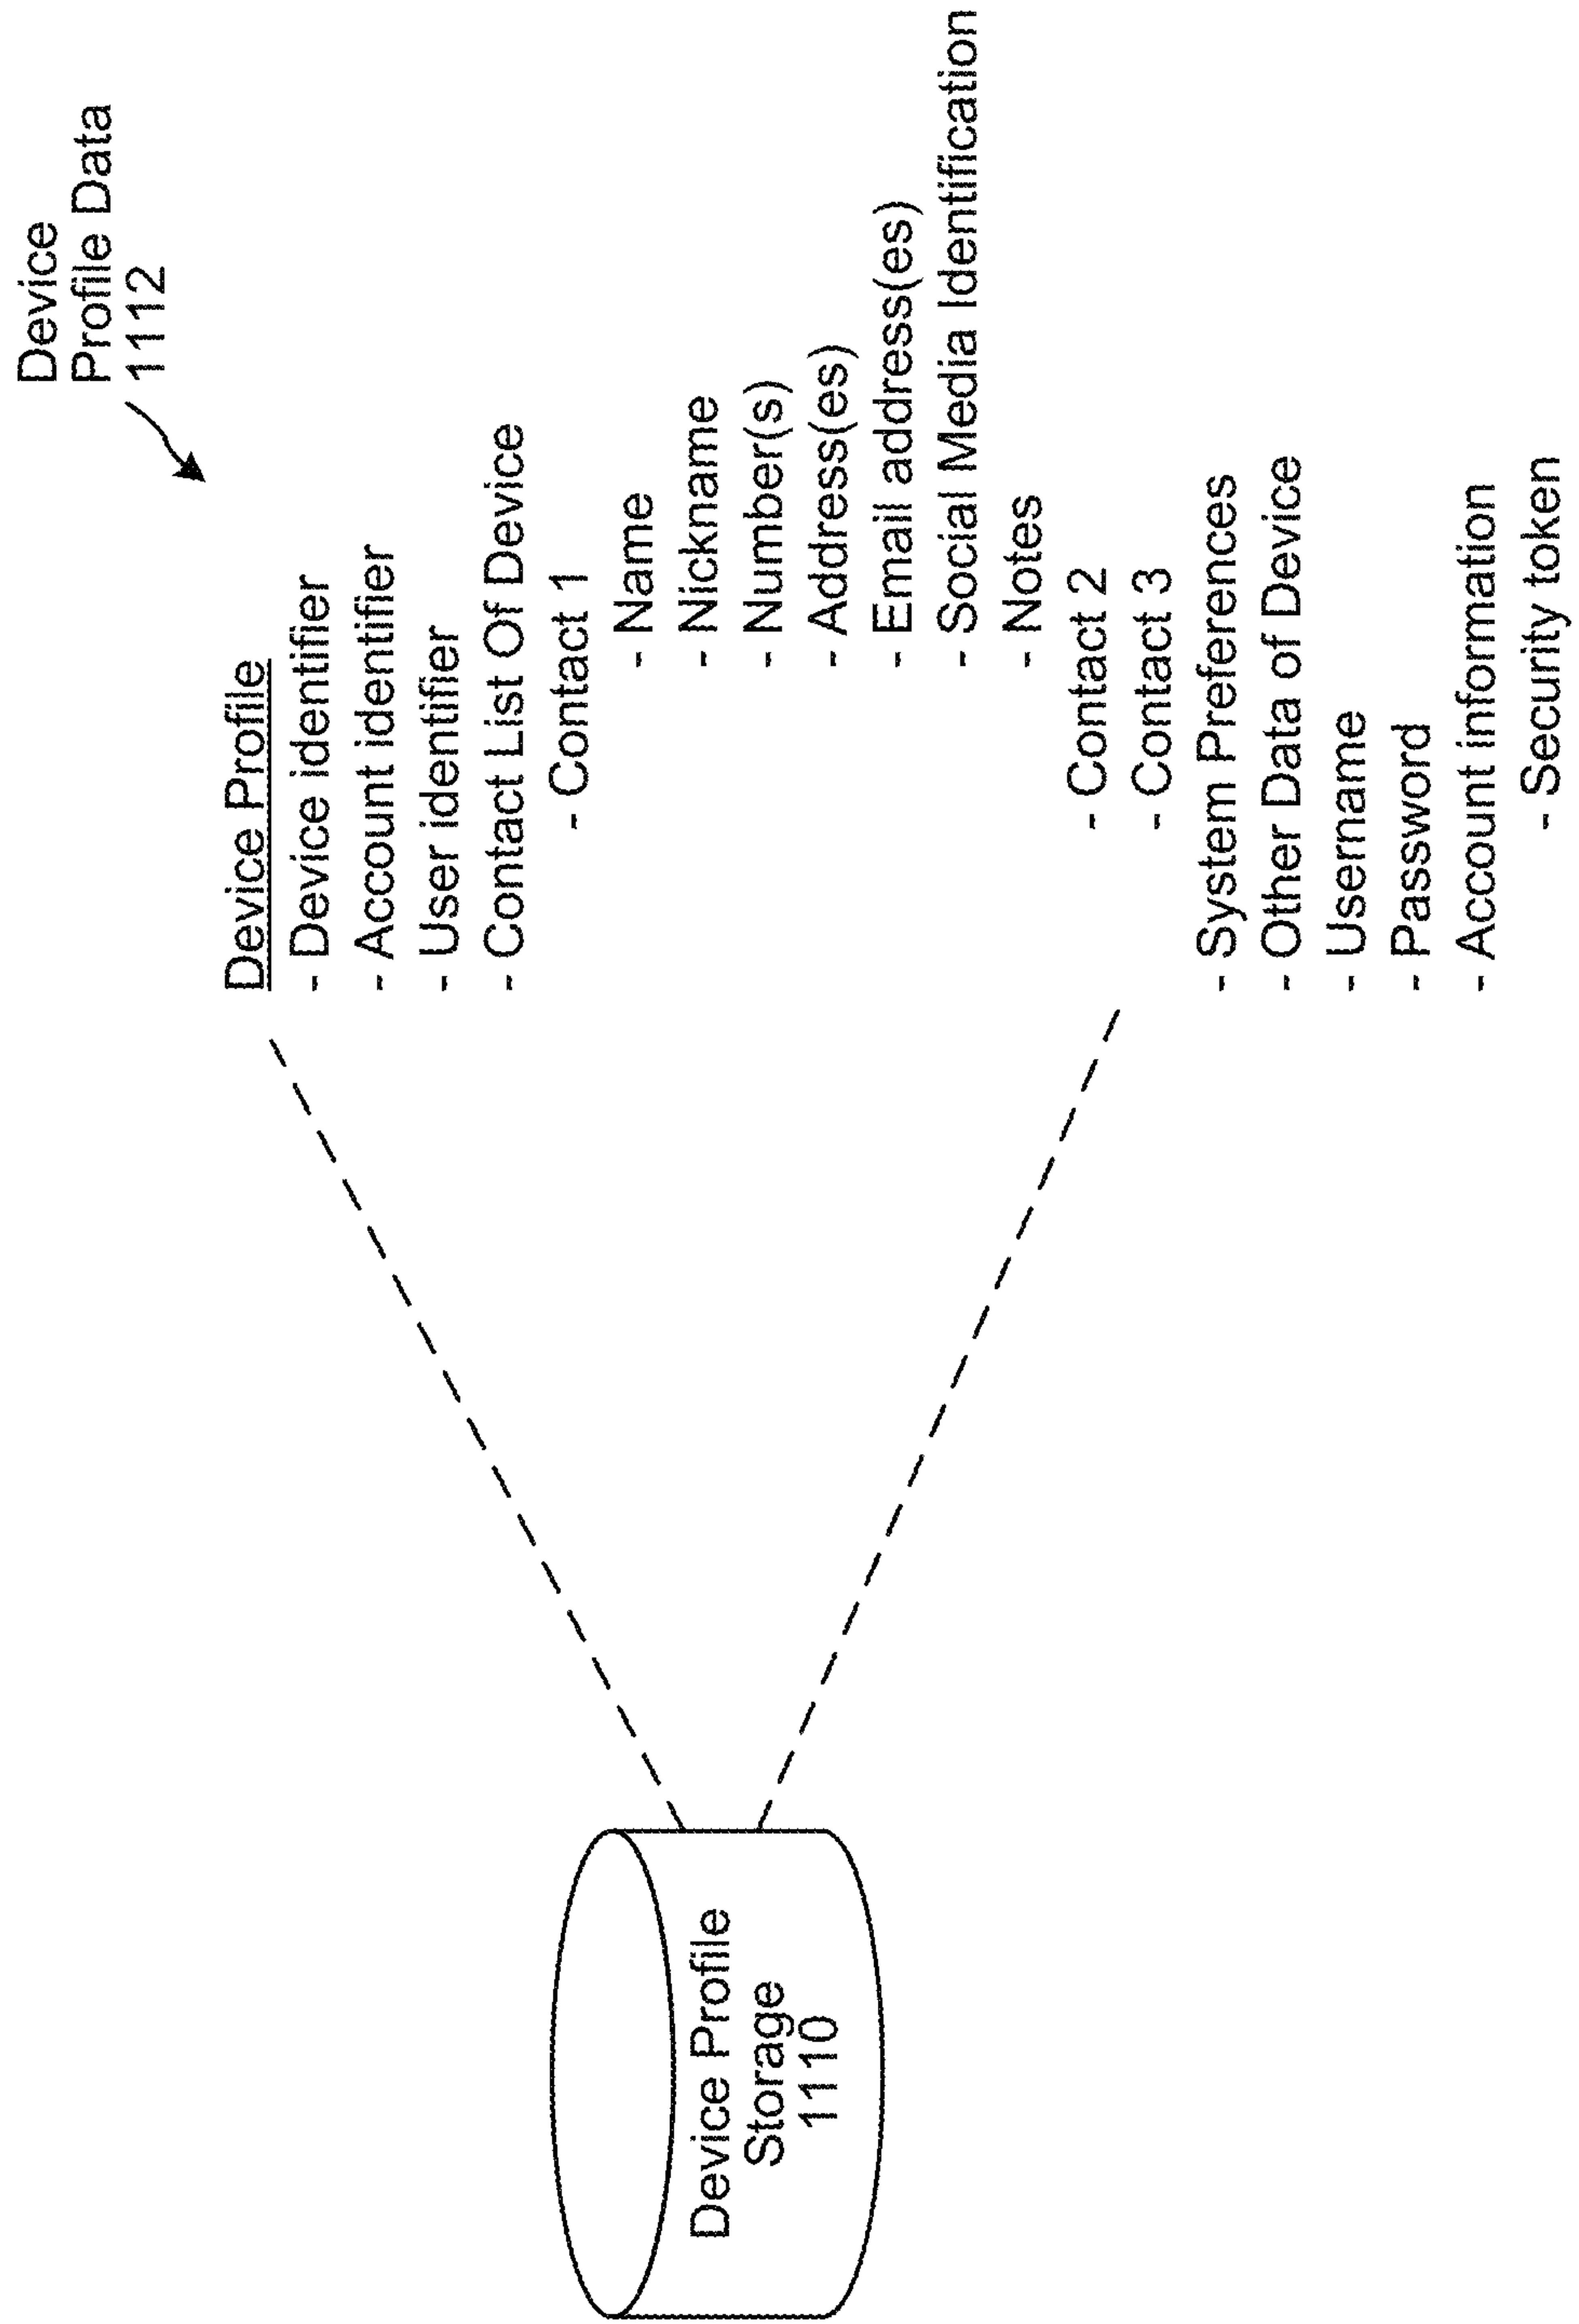 Device
Profile Data
1112
Device Profile
- Device identifier
- Account identifier
- User identifier
- Contact List Of Device
- Contact 1
- Name
- Nickname
- Number(s)
- Address(es)
- Email address(es)
- Social Media Identification
- Notes
- Contact 2
- Contact 3
- System Preferences
- Other Data of Device
- Username
- Password
- Account information
- Security token
Device Profile
Storage
1110